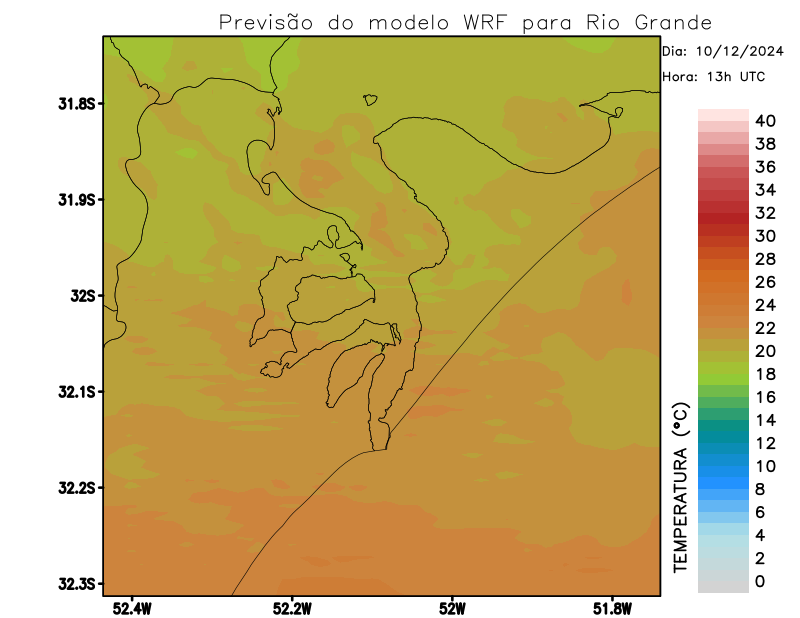 Previsão do modelo WRF para Rio Grande
Dia: 10/12/2024
Hora: 13h UTC
31.8S
31.9S
32S
32.1S
32.2S
32.3S
52.4W
52.2W
52W
51.8W
40
38
36
34
32
30
28
26
24
22
20
18
16
14
12
10
8
6
4
2
0
TEMPERATURA (°C)